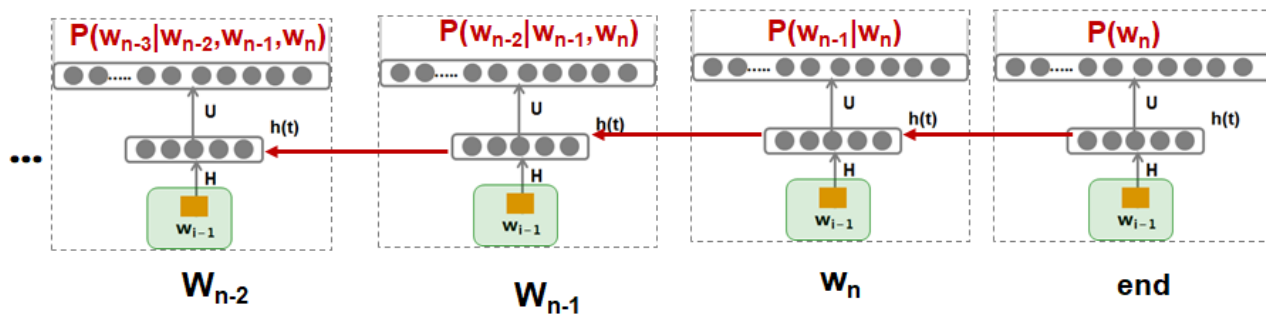 P(wn-3|wn-2,wn-1,wn)
P(wn-2|wn-1,wn)
P(wn-1|wn)
P(wn)
.....
.....
.....
.....
U
U
U
U
h(t)
h(t)
h(t)
h(t)
...
H
H
H
H
wi−1
wi−1
wi−1
wi−1
Wn-2
Wn-1
wn
end